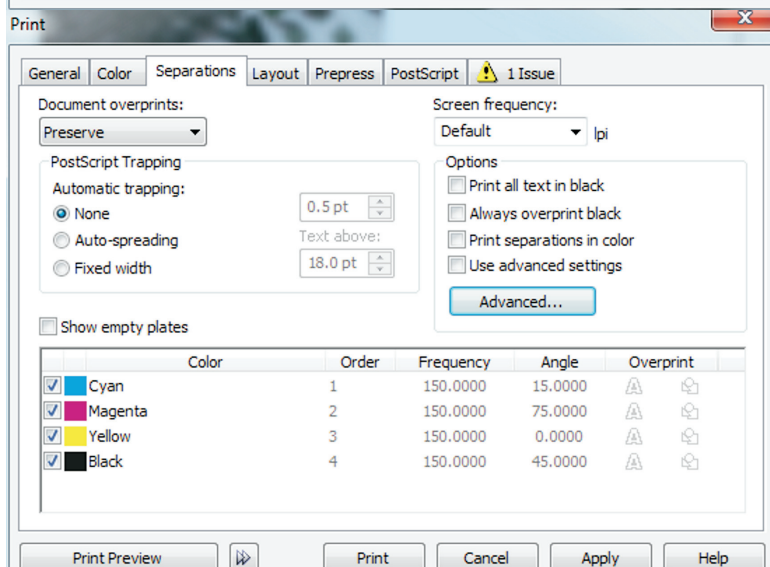 Print
General Color Separations Layout Prepress PostScript 1 Issue
Document overprints: Screen frequency:
Preserve Default lpi
PostScript Trapping Options
Automatic trapping: Print all text in black
None 0.5 pt Always overprint black
Auto-spreading Text above: Print separations in color
Fixed width 18.0 pt Use advanced settings
Advanced...
Show empty plates
Color Order Frequency Angle Overprint
Cyan 1 150.0000 15.0000
Magenta 2 150.0000 75.0000
Yellow 3 150.0000 0.0000
Black 4 150.0000 45.0000
Print Preview Print Cancel Apply Help